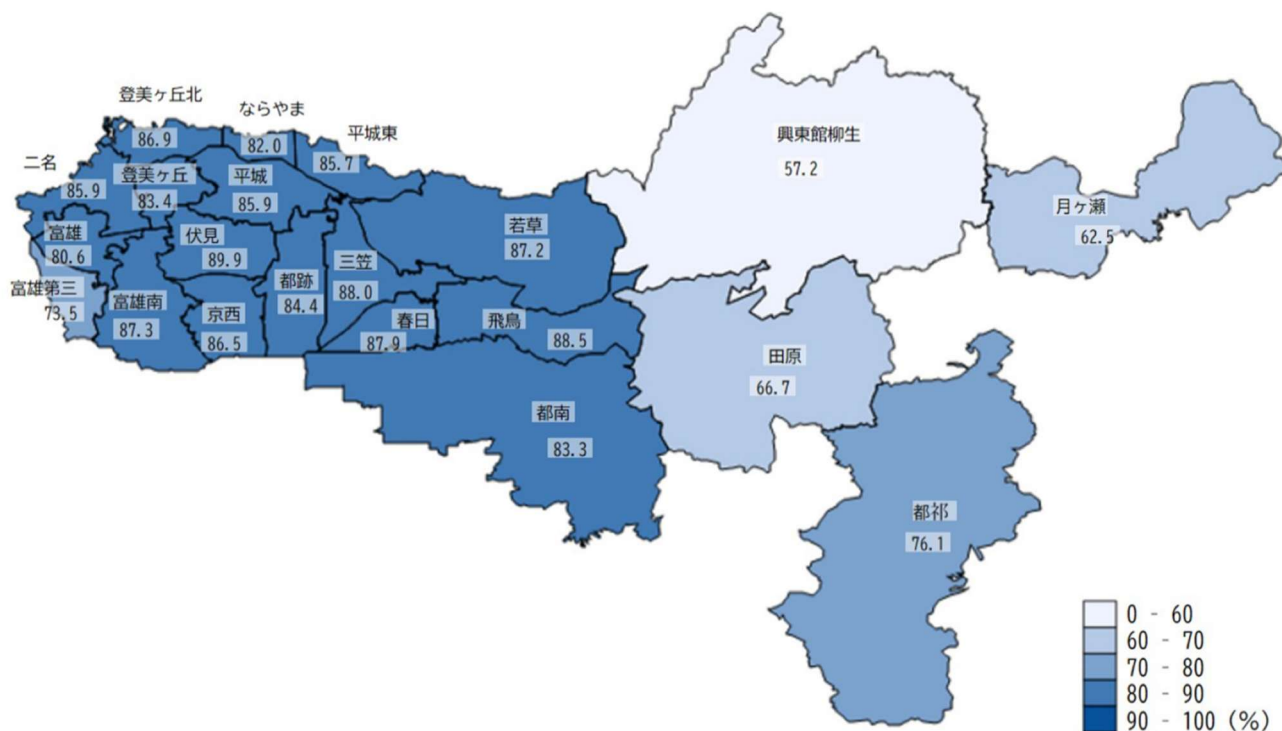 登美ヶ丘北
86.9
ならやま
82.0
平城東
85.7
二名
85.9
登美ヶ丘
83.4
平城
85.9
富雄
80.6
伏見
89.9
若草
87.2
興東館柳生
57.2
月ヶ瀬
62.5
富雄第三
73.5
富雄南
87.3
京西
86.5
都跡
84.4
三笠
88.0
春日
87.9
飛鳥
88.5
田原
66.7
都南
83.3
都祁
76.1
0 - 60
60 - 70
70 - 80
80 - 90
90 - 100 (%)